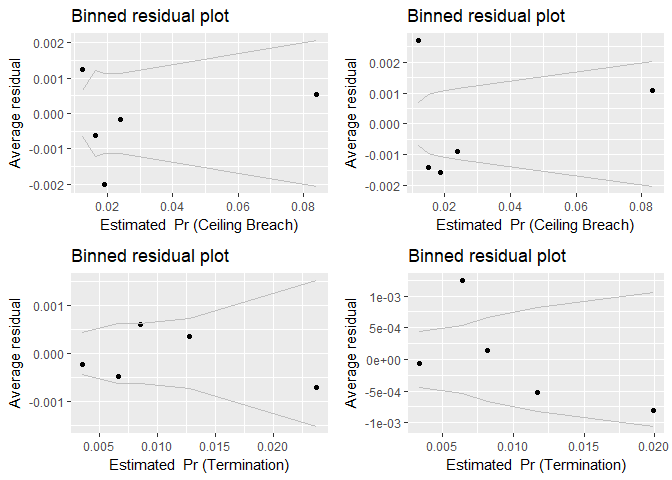 Binned residual plot
Average residual
0.002
0.001
0.000
-0.001
-0.002
0.02 0.04 0.06 0.08
Estimated Pr (Ceiling Breach)
Binned residual plot
Average residual
0.002
0.001
0.000
-0.001
-0.002
0.02 0.04 0.06 0.08
Estimated Pr (Ceiling Breach)
Binned residual plot
Average residual
0.001
0.000
-0.001
0.005 0.010 0.015 0.020
Estimated Pr (Termination)
Binned residual plot
Average residual
1e-03
5e-04
0e+00
-5e-04
-1e-03
0.005 0.010 0.015 0.020
Estimated Pr (Termination)